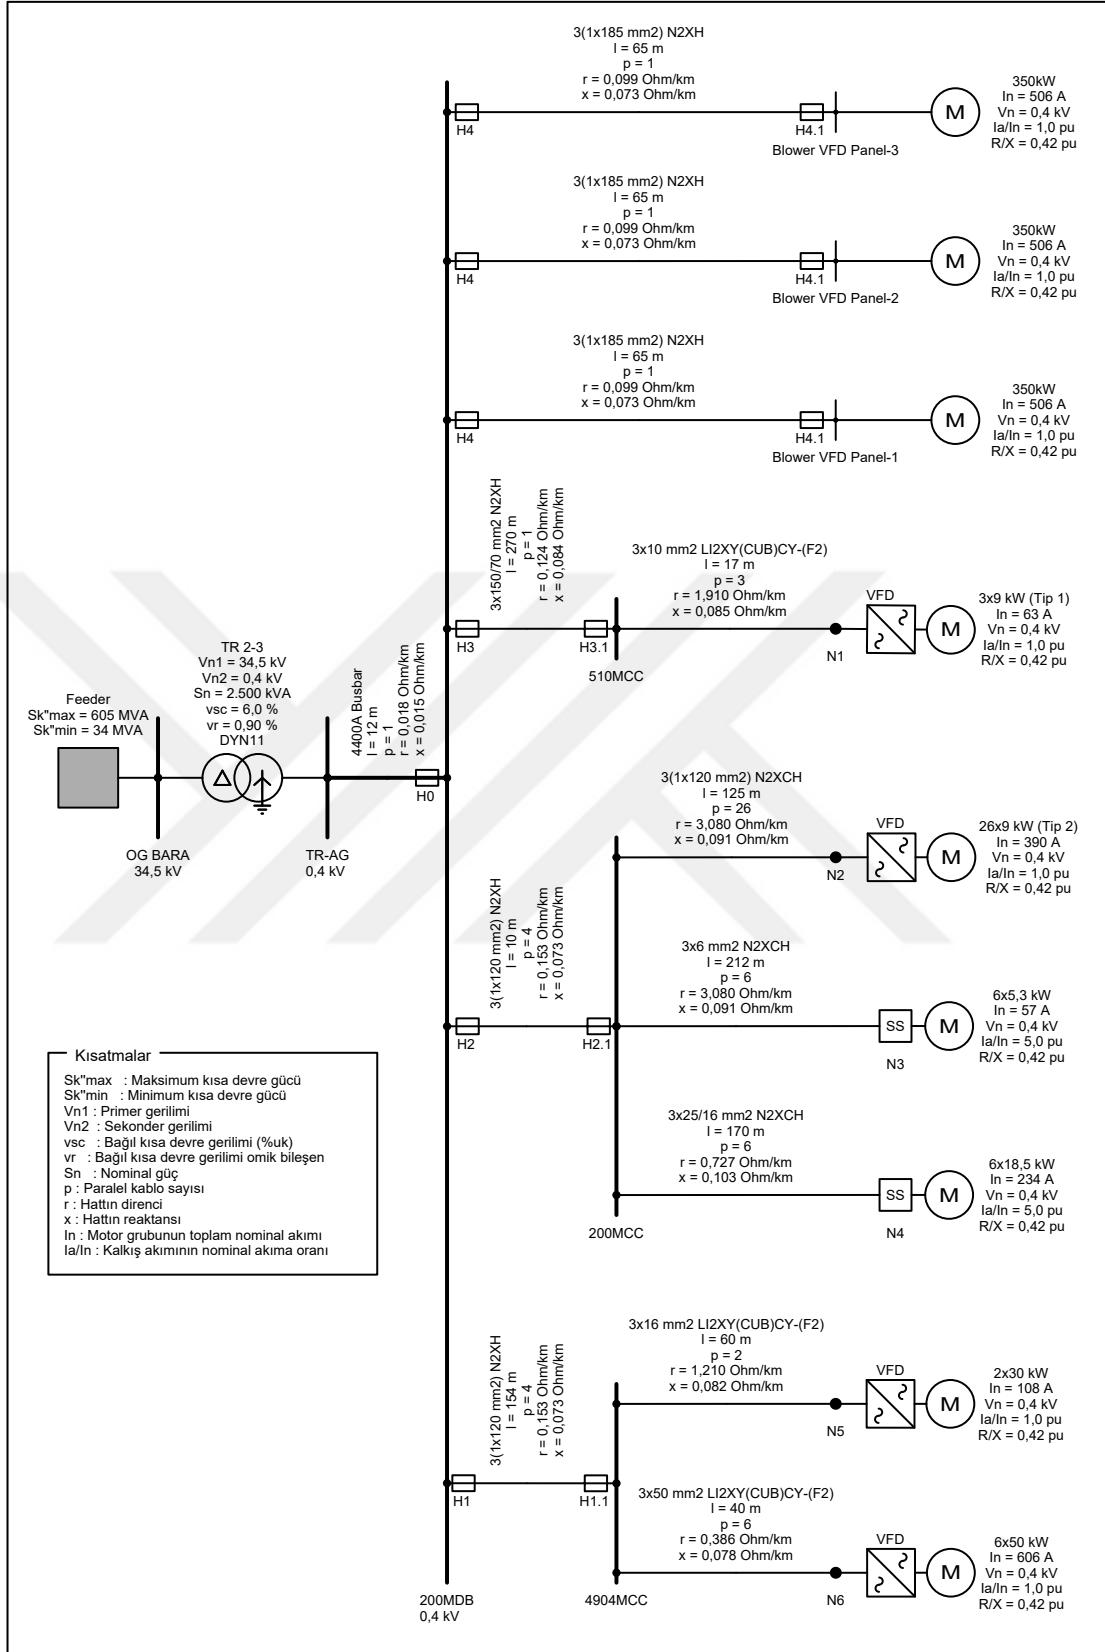 3(1x185 mm2) N2XH
l = 65 m
p = 1
r = 0,099 Ohm/km
x = 0,073 Ohm/km
H4
H4.1
Blower VFD Panel-3
M
350kW
In = 506 A
Vn = 0,4 kV
Ia/In = 1,0 pu
R/X = 0,42 pu
3(1x185 mm2) N2XH
l = 65 m
p = 1
r = 0,099 Ohm/km
x = 0,073 Ohm/km
H4
H4.1
Blower VFD Panel-2
M
350kW
In = 506 A
Vn = 0,4 kV
Ia/In = 1,0 pu
R/X = 0,42 pu
3(1x185 mm2) N2XH
l = 65 m
p = 1
r = 0,099 Ohm/km
x = 0,073 Ohm/km
H4
H4.1
Blower VFD Panel-1
M
350kW
In = 506 A
Vn = 0,4 kV
Ia/In = 1,0 pu
R/X = 0,42 pu
3x150/70 mm2 N2XH
l = 270 m
p = 1
r = 0,124 Ohm/km
x = 0,084 Ohm/km
H3
H3.1
510MCC
3x10 mm2 LI2XY(CUB)CY-(F2)
l = 17 m
p = 3
r = 1,910 Ohm/km
x = 0,085 Ohm/km
N1
VFD
M
3x9 kW (Tip 1)
In = 63 A
Vn = 0,4 kV
Ia/In = 1,0 pu
R/X = 0,42 pu
Feeder
Sk"max = 605 MVA
Sk"min = 34 MVA
OG BARA
34,5 kV
TR 2-3
Vn1 = 34,5 kV
Vn2 = 0,4 kV
Sn = 2.500 kVA
vsc = 6,0 %
vr = 0,90 %
DYN11
TR-AG
0,4 kV
4400A Busbar
l = 12 m
p = 1
r = 0,018 Ohm/km
x = 0,015 Ohm/km
H0
3(1x120 mm2) N2XCH
l = 125 m
p = 26
r = 3,080 Ohm/km
x = 0,091 Ohm/km
N2
VFD
M
26x9 kW (Tip 2)
In = 390 A
Vn = 0,4 kV
Ia/In = 1,0 pu
R/X = 0,42 pu
3(1x120 mm2) N2XH
l = 10 m
p = 4
r = 0,153 Ohm/km
x = 0,073 Ohm/km
H2
H2.1
3x6 mm2 N2XCH
l = 212 m
p = 6
r = 3,080 Ohm/km
x = 0,091 Ohm/km
SS
N3
M
6x5,3 kW
In = 57 A
Vn = 0,4 kV
Ia/In = 5,0 pu
R/X = 0,42 pu
3x25/16 mm2 N2XCH
l = 170 m
p = 6
r = 0,727 Ohm/km
x = 0,103 Ohm/km
SS
N4
M
6x18,5 kW
In = 234 A
Vn = 0,4 kV
Ia/In = 5,0 pu
R/X = 0,42 pu
200MCC
Kısatmalar
Sk"max : Maksimum kısa devre gücü
Sk"min : Minimum kısa devre gücü
Vn1 : Primer gerilimi
Vn2 : Sekonder gerilimi
vsc : Bağıl kısa devre gerilimi (%uk)
vr : Bağıl kısa devre gerilimi omik bileşen
Sn : Nominal güç
p : Paralel kablo sayısı
r : Hattın direnci
x : Hattın reaktansı
In : Motor grubunun toplam nominal akımı
Ia/In : Kalkış akımının nominal akıma oranı
3(1x120 mm2) N2XH
l = 154 m
p = 4
r = 0,153 Ohm/km
x = 0,073 Ohm/km
H1
H1.1
3x16 mm2 LI2XY(CUB)CY-(F2)
l = 60 m
p = 2
r = 1,210 Ohm/km
x = 0,082 Ohm/km
N5
VFD
M
2x30 kW
In = 108 A
Vn = 0,4 kV
Ia/In = 1,0 pu
R/X = 0,42 pu
3x50 mm2 LI2XY(CUB)CY-(F2)
l = 40 m
p = 6
r = 0,386 Ohm/km
x = 0,078 Ohm/km
N6
VFD
M
6x50 kW
In = 606 A
Vn = 0,4 kV
Ia/In = 1,0 pu
R/X = 0,42 pu
200MDB
0,4 kV
4904MCC